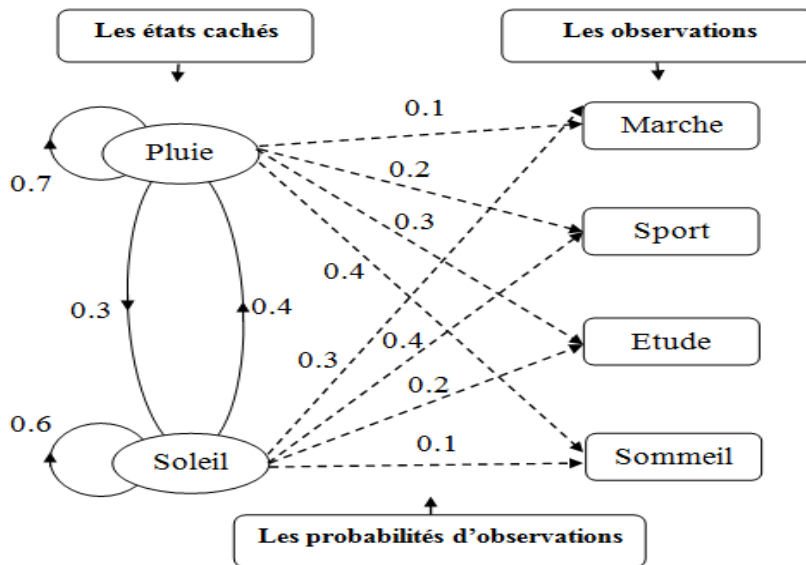 Les états cachés
Les observations
0.1
Marche
Pluie
0.2
0.7
0.3
Sport
0.4
0.3
0.4
0.4
0.3
Etude
0.2
0.6
0.1
Soleil
Sommeil
Les probabilités d'observations